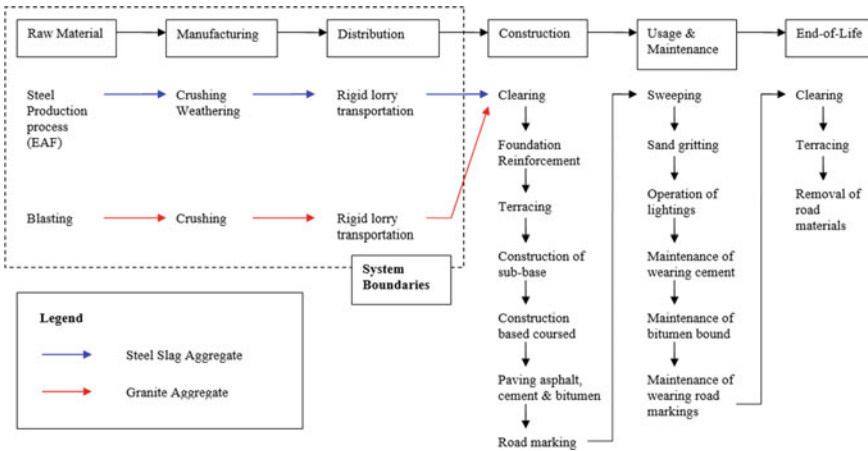 Raw Material
Manufacturing
Distribution
Construction
Usage &
Maintenance
End-of-Life
Steel
Production
process
(EAF)
Crushing
Weathering
Rigid lorry
transportation
Clearing
Sweeping
Clearing
Foundation
Reinforcement
Sand gritting
Terracing
Blasting
Crushing
Rigid lorry
transportation
Terracing
Operation of
lightings
Removal of
road
materials
System
Boundaries
Construction of
sub-base
Maintenance of
wearing cement
Construction
based coursed
Maintenance of
bitumen bound
Paving asphalt,
cement & bitumen
Maintenance of
wearing road
markings
Road marking
Legend
Steel Slag Aggregate
Granite Aggregate